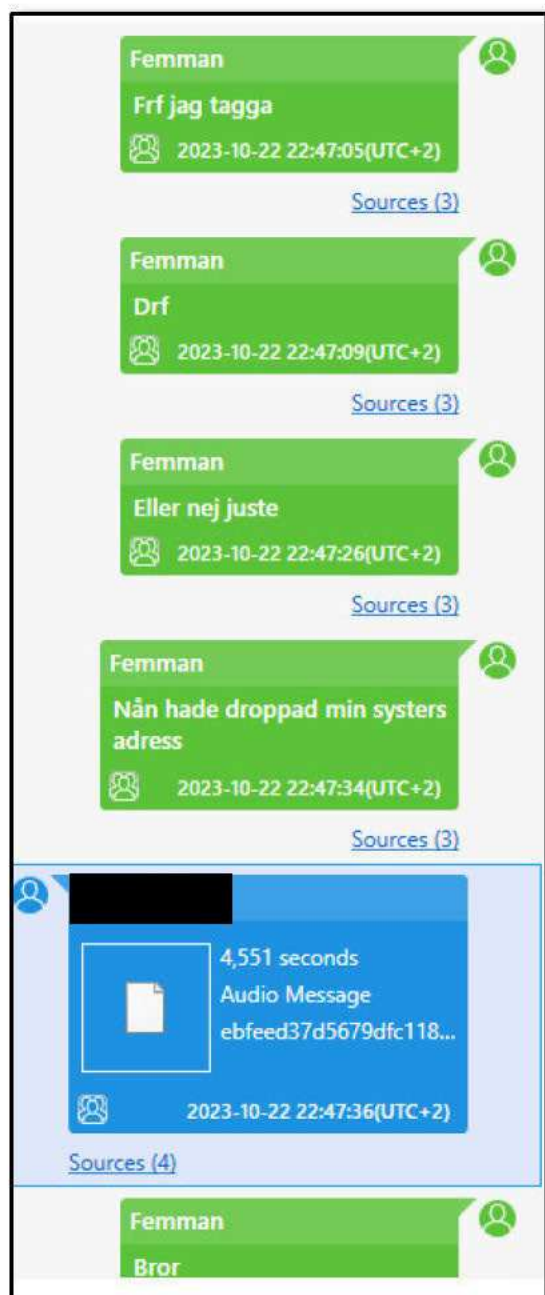 Femman
Frf jag tagga
2023-10-22 22:47:05(UTC+2)
Sources (3)
Femman
Drf
2023-10-22 22:47:09(UTC+2)
Sources (3)
Femman
Eller nej juste
2023-10-22 22:47:26(UTC+2)
Sources (3)
Femman
Nån hade droppad min systers
adress
2023-10-22 22:47:34(UTC+2)
Sources (3)
4,551 seconds
Audio Message
ebfeed37d5679dfc118...
2023-10-22 22:47:36(UTC+2)
Sources (4)
Femman
Bror